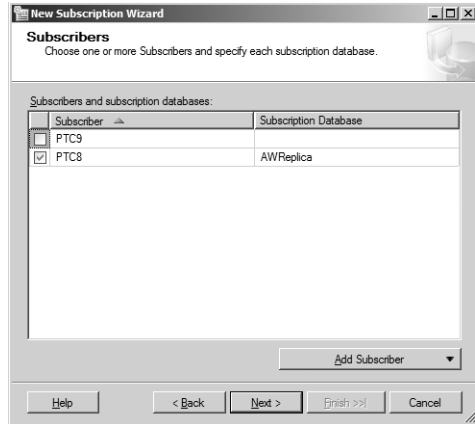 New Subscription Wizard
Subscribers
Choose one or more Subscribers and specify each subscription database.
Subscribers and subscription databases:
Subscriber Subscription Database
PTC9
PTC8 AWReplica
Add Subscriber
Help < Back Next > Finish >>| Cancel